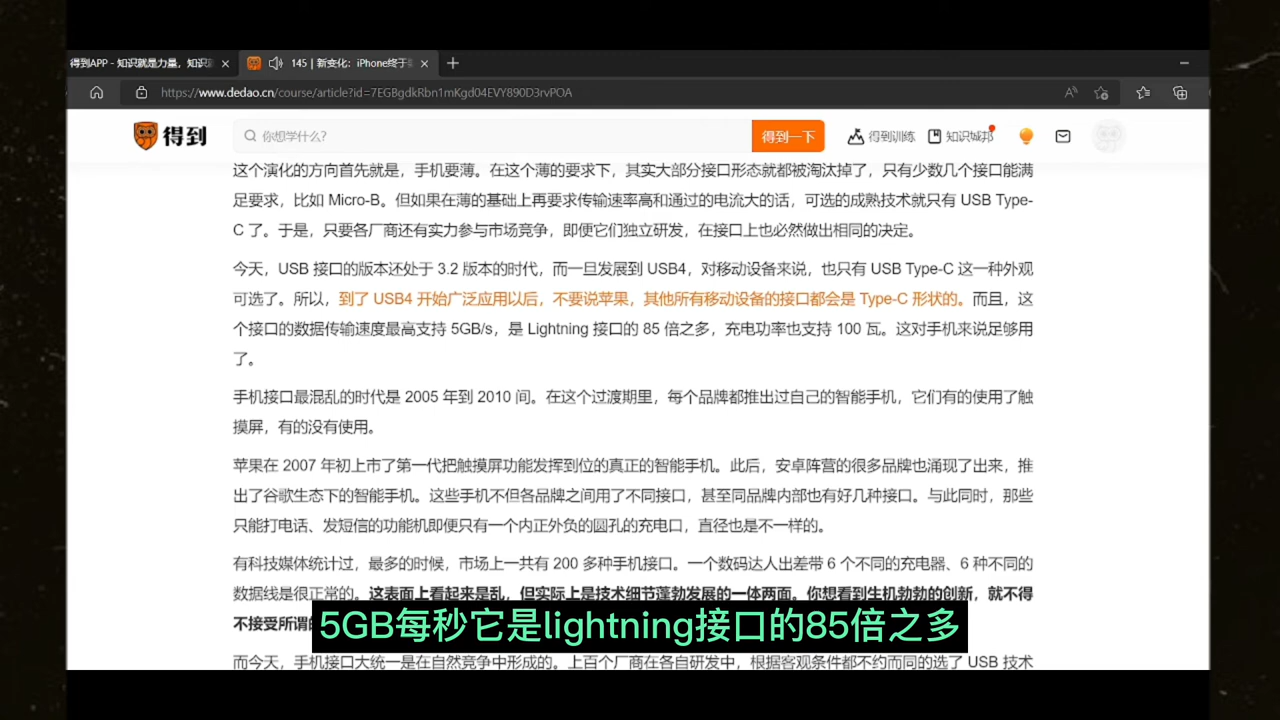 得到APP - 知识就是力量，知识
145 | 新变化：iPhone终于
https://www.dedao.cn/course/article?id=7EGBgdkRbn1mKgd04EVY890D3rvPOA
得到
你想学什么?
得到一下
得到训练
知识城邦
这个演化的方向首先就是，手机要薄。在这个薄的要求下，其实大部分接口形态就都被淘汰掉了，只有少数几个接口能满
足要求，比如 Micro-B。但如果在薄的基础上再要求传输速率高和通过的电流大的话，可选的成熟技术就只有 USB Type-
C 了。于是，只要各厂商还有实力参与市场竞争，即便它们独立研发，在接口上也必然做出相同的决定。
今天，USB 接口的版本还处于 3.2 版本的时代，而一旦发展到 USB4，对移动设备来说，也只有 USB Type-C 这一种外观
可选了。所以，到了 USB4 开始广泛应用以后，不要说苹果，其他所有移动设备的接口都会是 Type-C 形状的。而且，这
个接口的数据传输速度最高支持 5GB/s，是 Lightning 接口的 85 倍之多，充电功率也支持 100 瓦。这对手机来说足够用
了。
手机接口最混乱的时代是 2005 年到 2010 间。在这个过渡期里，每个品牌都推出过自己的智能手机，它们有的使用了触
摸屏，有的没有使用。
苹果在 2007 年初上市了第一代把触摸屏功能发挥到位的真正的智能手机。此后，安卓阵营的很多品牌也涌现了出来，推
出了谷歌生态下的智能手机。这些手机不但各品牌之间用了不同接口，甚至同品牌内部也有好几种接口。与此同时，那些
只能打电话、发短信的功能机即便只有一个内正外负的圆孔的充电口，直径也是不一样的。
有科技媒体统计过，最多的时候，市场上一共有 200 多种手机接口。一个数码达人出差带 6 个不同的充电器、6 种不同的
数据线是很正常的。这表面上看起来是乱，但实际上是技术细节蓬勃发展的一体两面。你想看到生机勃勃的创新，就不得
不接受所谓
5GB每秒它是lightning接口的85倍之多
而今天，手机接口大统一是在自然竞争中形成的。上百个厂商在各自研发中，根据客观条件都不约而同的选了 USB 技术